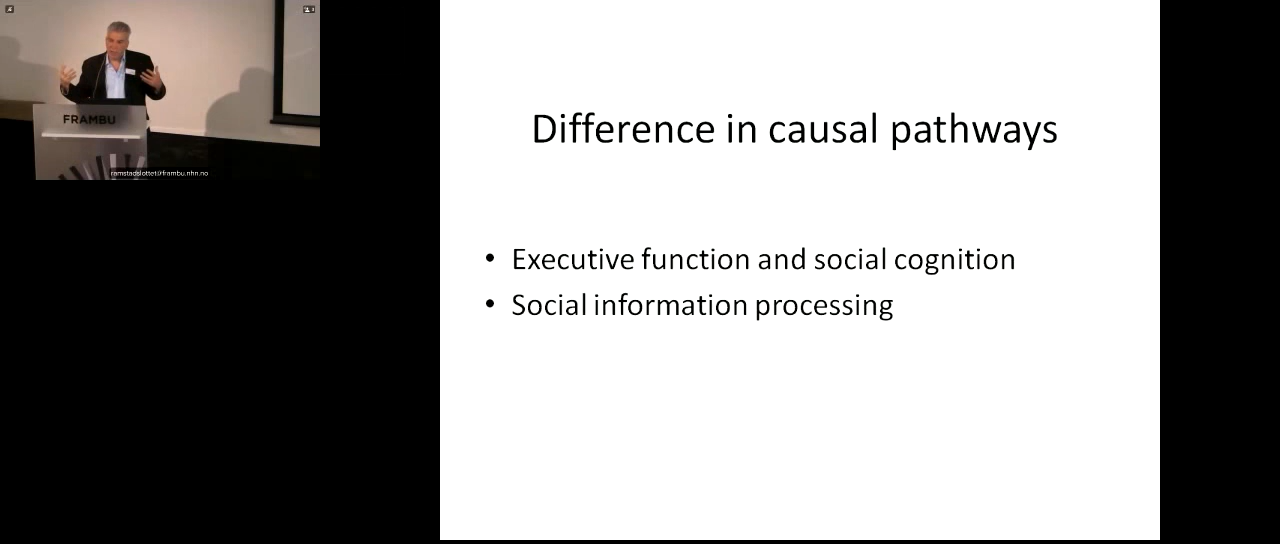 FRAMBU
ramstadslottet@frambu.nhn.no
Difference in causal pathways
• Executive function and social cognition
• Social information processing